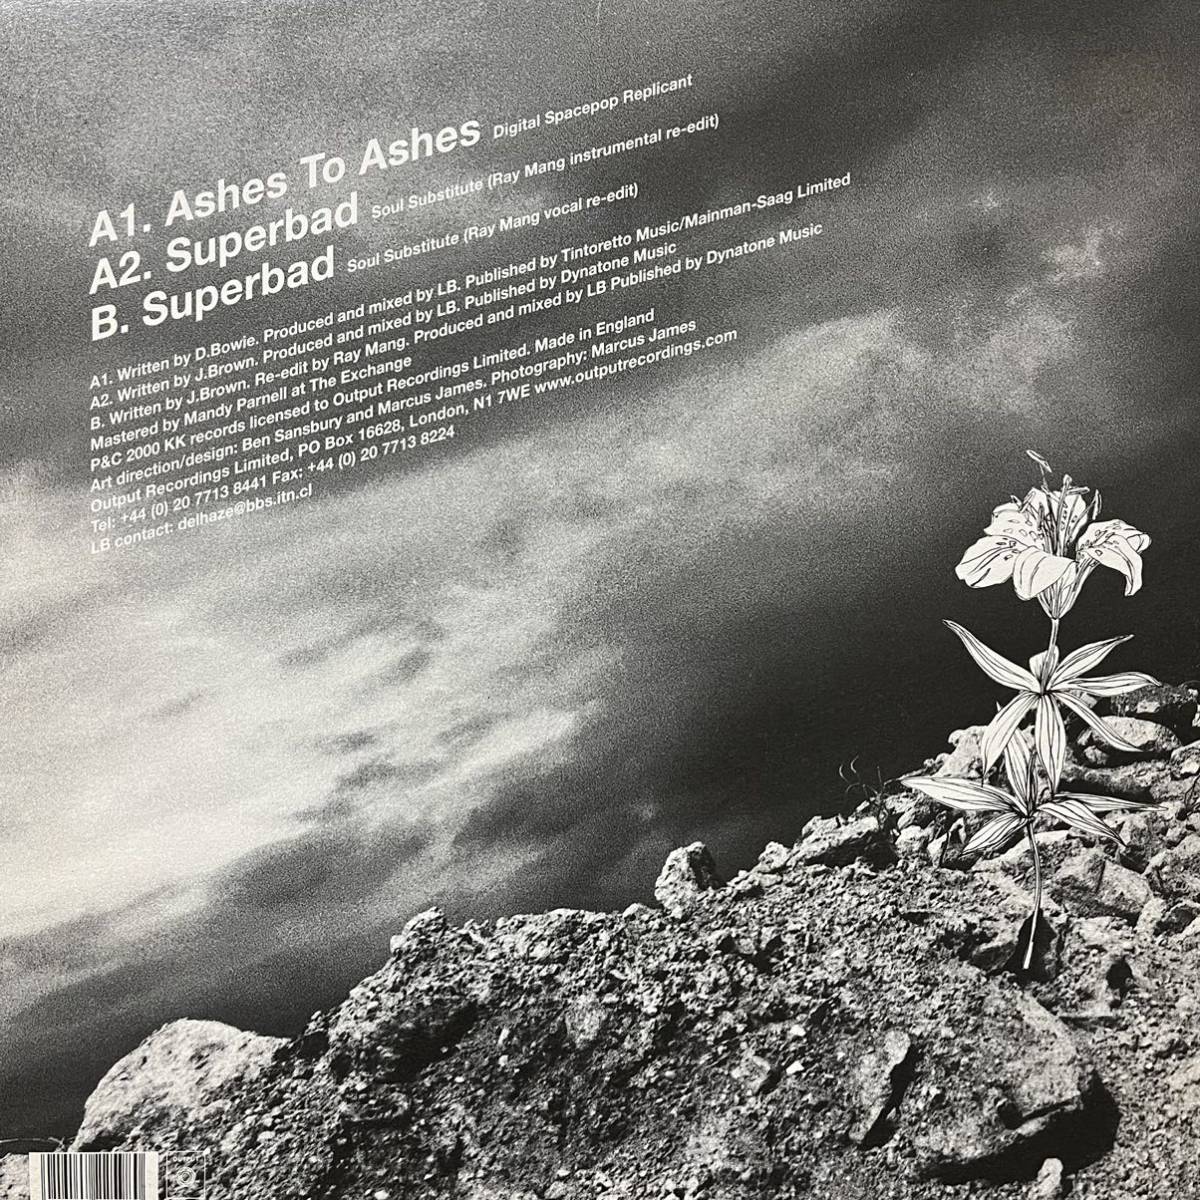 A1. Ashes To Ashes Digital Spacepop Replicant
A2. Superbad Soul Substitute (Ray Mang instrumental re-edit)
B. Superbad Soul Substitute (Ray Mang vocal re-edit)
A1. Written by D.Bowie. Produced and mixed by LB. Published by Tintoretto Music/Mainman-Saag Limited
A2. Written by J.Brown. Produced and mixed by LB. Published by Dynatone Music
B. Written by J.Brown. Re-edit by Ray Mang. Produced and mixed by LB Published by Dynatone Music
Mastered by Mandy Parnell at The Exchange
P&C 2000 KK records licensed to Output Recordings Limited. Made in England
Art direction/design: Ben Sansbury and Marcus James. Photography: Marcus James
Output Recordings Limited, PO Box 16628, London, N1 7WE www.outputrecordings.com
Tel: +44 (0) 20 7713 8441 Fax: +44 (0) 20 7713 8224
LB contact: delhaze@bbs.itn.cl
OUTPUT